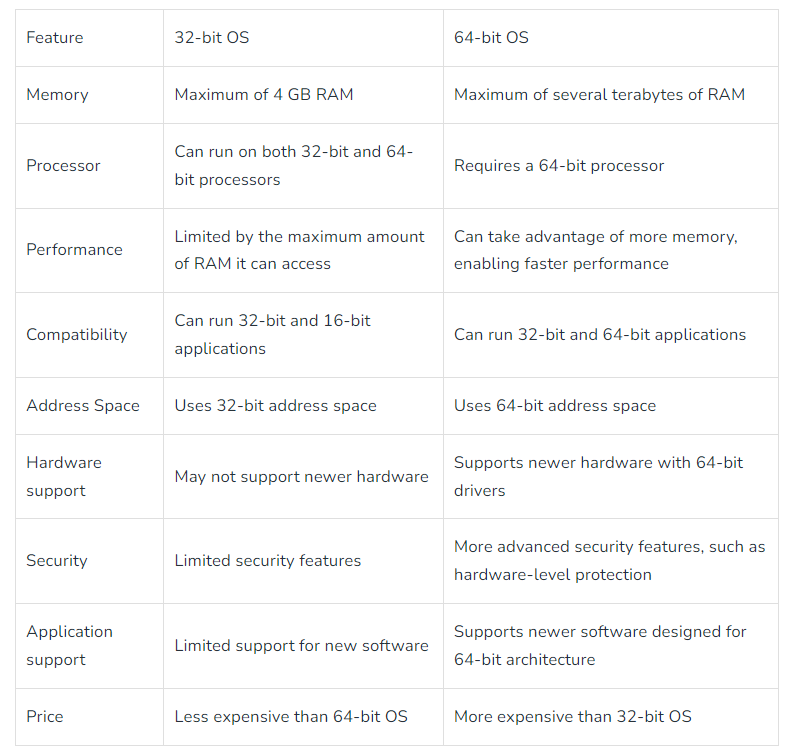 Feature 32-bit OS 64-bit OS
Memory Maximum of 4 GB RAM Maximum of several terabytes of RAM
Processor
Can run on both 32-bit and 64-
bit processors
Requires a 64-bit processor
Performance
Limited by the maximum amount
of RAM it can access
Can take advantage of more memory,
enabling faster performance
Compatibility
Can run 32-bit and 16-bit
applications
Can run 32-bit and 64-bit applications
Address Space Uses 32-bit address space Uses 64-bit address space
Hardware
support
May not support newer hardware
Supports newer hardware with 64-bit
drivers
Security
Limited security features
More advanced security features, such as
hardware-level protection
Application
support
Limited support for new software
Supports newer software designed for
64-bit architecture
Price Less expensive than 64-bit OS More expensive than 32-bit OS